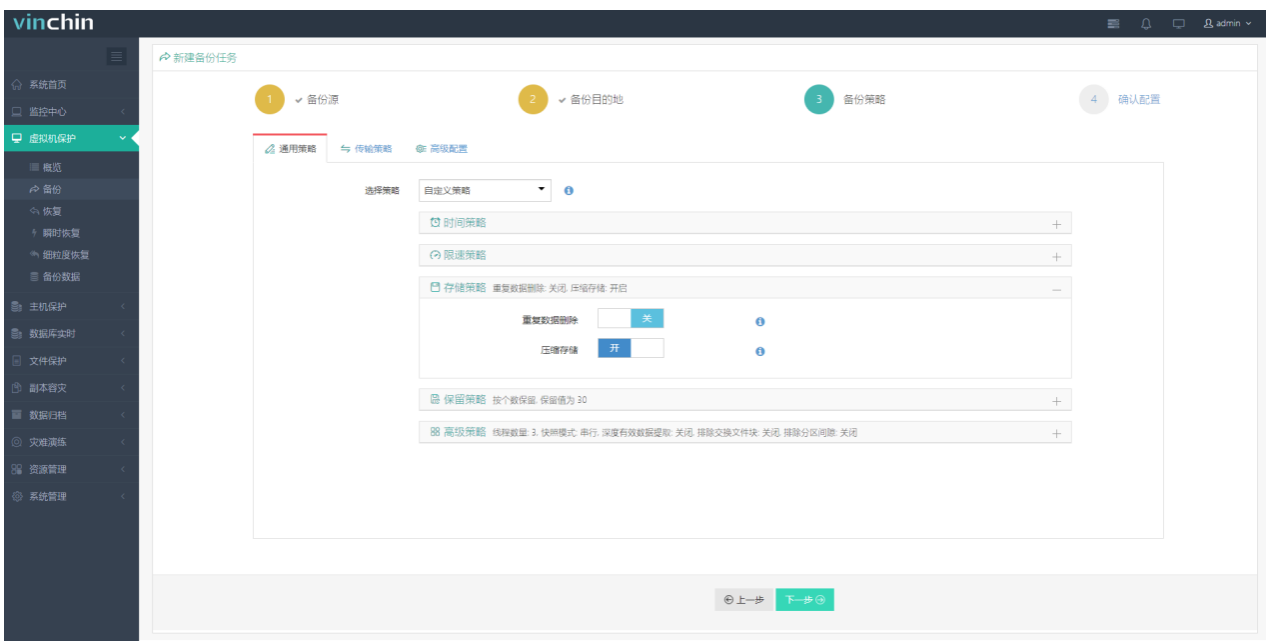 vinchin
admin
新建备份任务
系统首页
监控中心
虚拟机保护
概览
备份
恢复
瞬时恢复
细粒度恢复
备份数据
主机保护
数据库实时
文件保护
副本容灾
数据归档
灾难演练
资源管理
系统管理
1 备份源
2 备份目的地
3 备份策略
4 确认配置
通用策略 传输策略 高级配置
选择策略 自定义策略
时间策略
限速策略
存储策略 重复数据删除: 关闭, 压缩存储: 开启
重复数据删除 关
压缩存储 开
保留策略 按个数保留, 保留值为 30
高级策略 线程数量: 3, 快照模式: 串行, 深度有效数据提取: 关闭, 排除交换文件块: 关闭, 排除分区间隙: 关闭
上一步 下一步